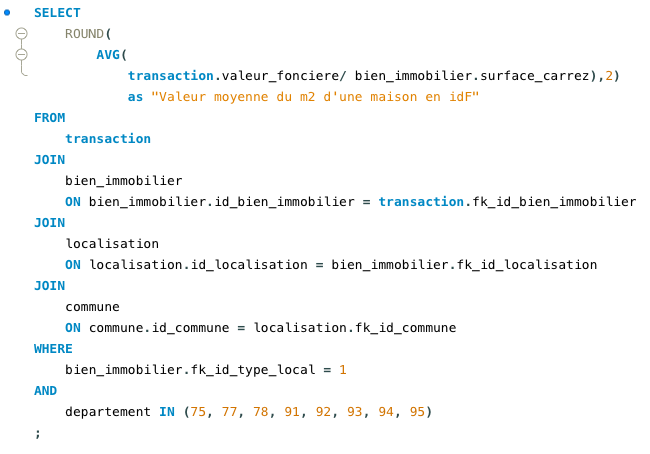 SELECT
ROUND(
AVG(
transaction.valeur_fonciere/ bien_immobilier.surface_carrez),2)
as "Valeur moyenne du m2 d'une maison en idF"
FROM
transaction
JOIN
bien_immobilier
ON bien_immobilier.id_bien_immobilier = transaction.fk_id_bien_immobilier
JOIN
localisation
ON localisation.id_localisation = bien_immobilier.fk_id_localisation
JOIN
commune
ON commune.id_commune = localisation.fk_id_commune
WHERE
bien_immobilier.fk_id_type_local = 1
AND
departement IN (75, 77, 78, 91, 92, 93, 94, 95)
;